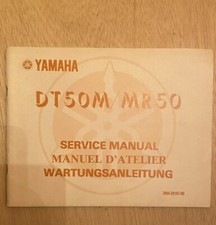 YAMAHA
DT50M/MR50
SERVICE MANUAL
MANUEL D'ATELIER
WARTUNGSANLEITUNG